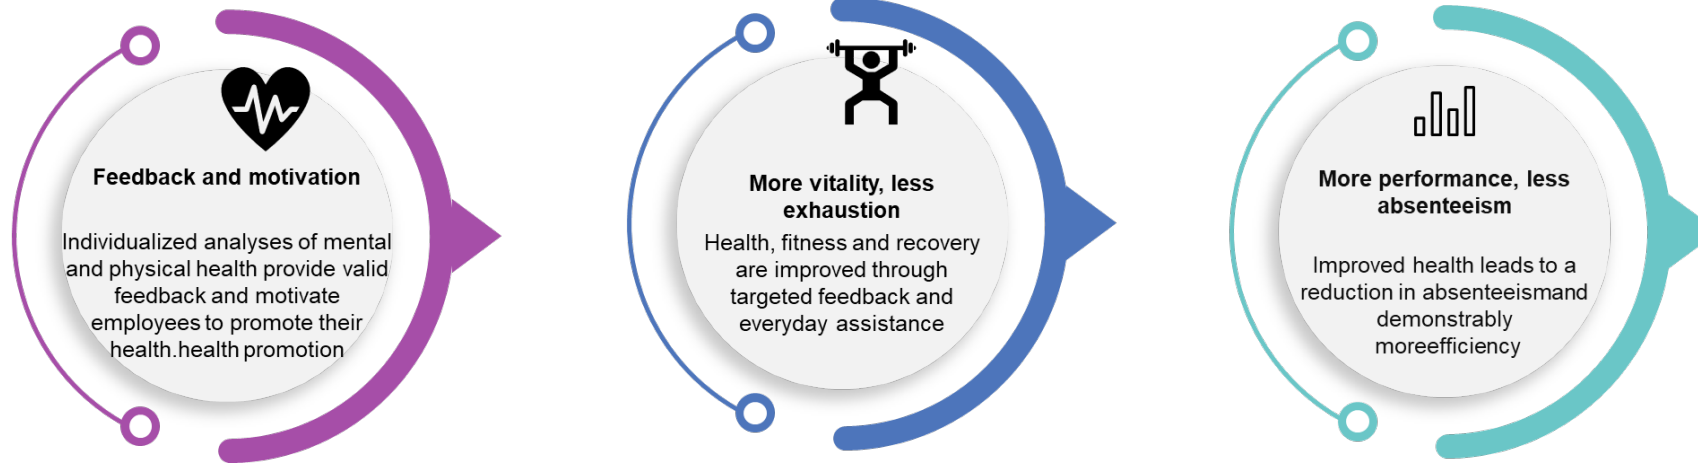 Feedback and motivation
Individualized analyses of mental
and physical health provide valid
feedback and motivate
employees to promote their
health.health promotion
More vitality, less
exhaustion
Health, fitness and recovery
are improved through
targeted feedback and
everyday assistance
More performance, less
absenteeism
Improved health leads to a
reduction in absenteeismand
demonstrably
moreefficiency